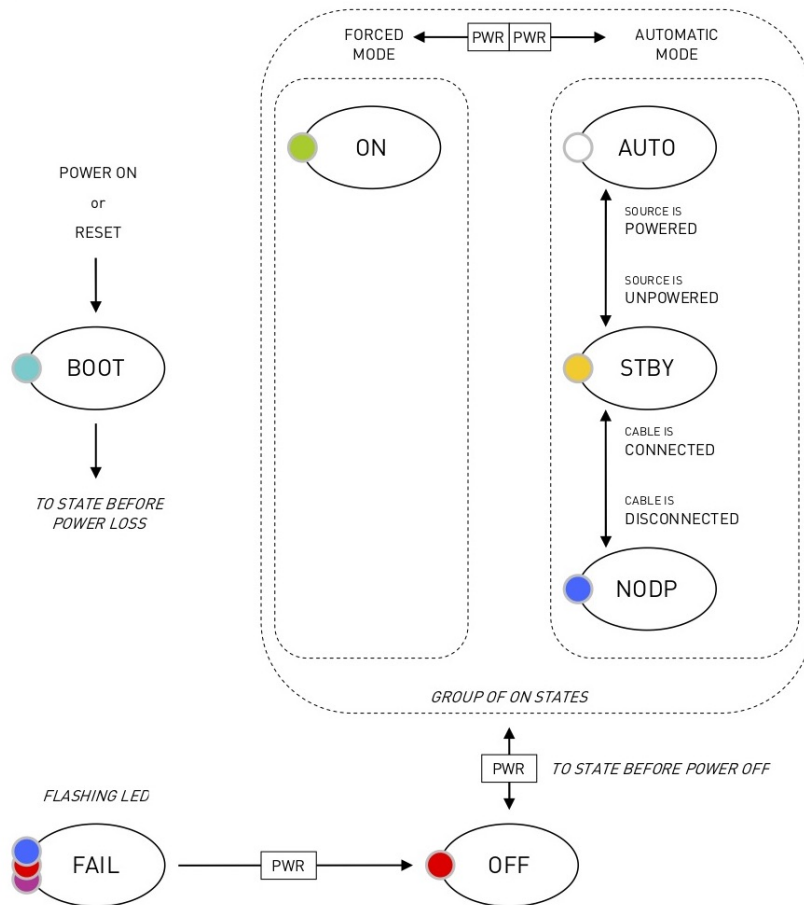 FORCED
MODE
PWR PWR
AUTOMATIC
MODE
ON
AUTO
POWER ON
or
RESET
SOURCE IS
POWERED
SOURCE IS
UNPOWERED
BOOT
STBY
CABLE IS
CONNECTED
TO STATE BEFORE
POWER LOSS
CABLE IS
DISCONNECTED
NODP
GROUP OF ON STATES
PWR
TO STATE BEFORE POWER OFF
FLASHING LED
FAIL
PWR
OFF